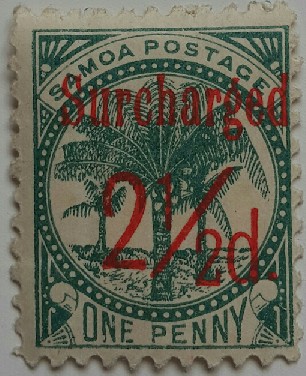 SAMOA POSTAGE
Surcharged
2½d.
ONE PENNY